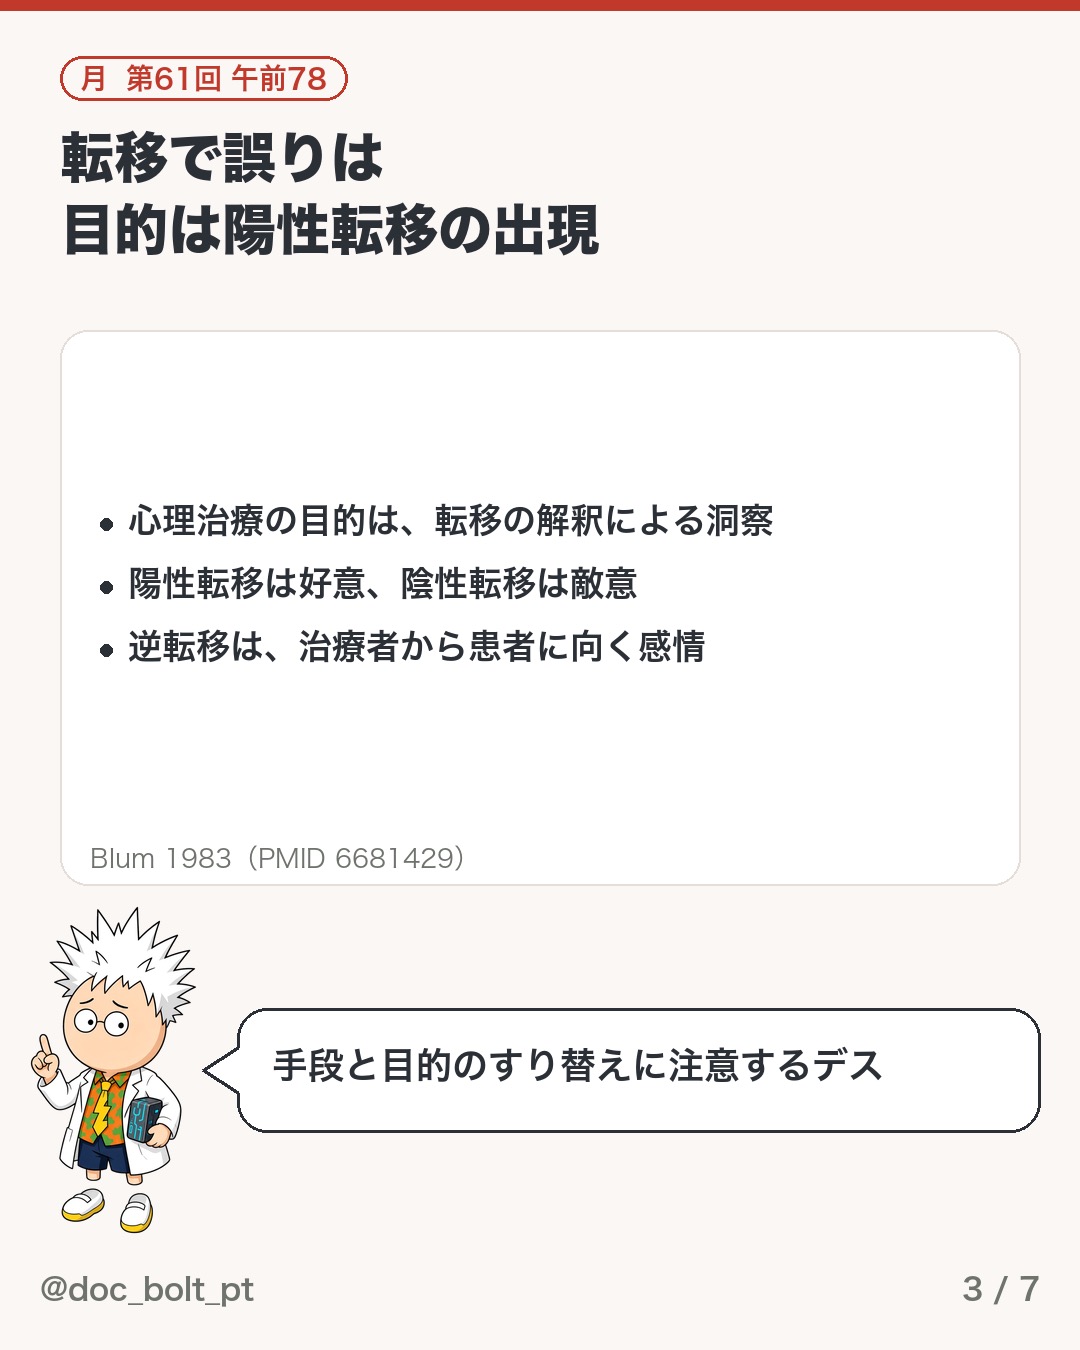 月 第61回 午前78
転移で誤りは
目的は陽性転移の出現
• 心理治療の目的は、転移の解釈による洞察
• 陽性転移は好意、陰性転移は敵意
• 逆転移は、治療者から患者に向く感情
Blum 1983（PMID 6681429）
手段と目的のすり替えに注意するデス
@doc_bolt_pt
3 / 7